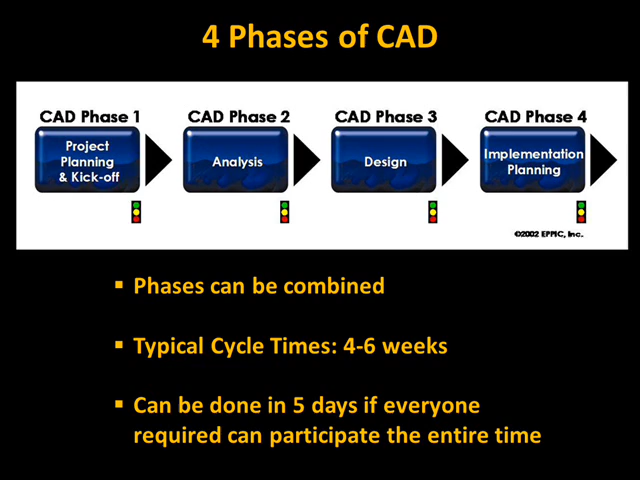 4 Phases of CAD
CAD Phase 1 CAD Phase 2 CAD Phase 3 CAD Phase 4
Project
Planning
& Kick-off
Analysis
Design
Implementation
Planning
©2002 EPPIC, Inc.
▪ Phases can be combined
▪ Typical Cycle Times: 4-6 weeks
▪ Can be done in 5 days if everyone
required can participate the entire time